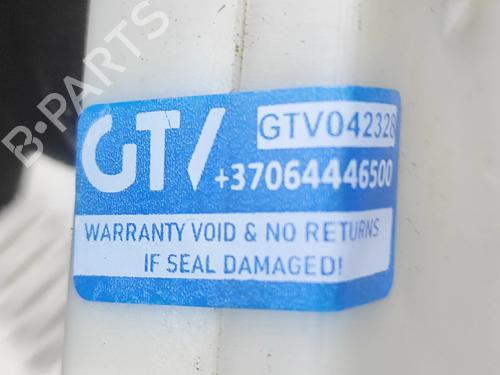 B-PARTS
GTV GTV042328
+37064446500
WARRANTY VOID & NO RETURNS
IF SEAL DAMAGED!